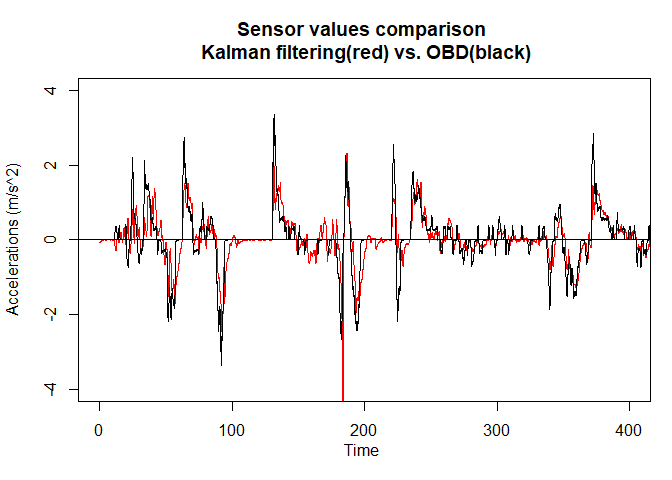 Sensor values comparison
Kalman filtering(red) vs. OBD(black)
Accelerations (m/s^2)
4
2
0
-2
-4
0 100 200 300 400
Time